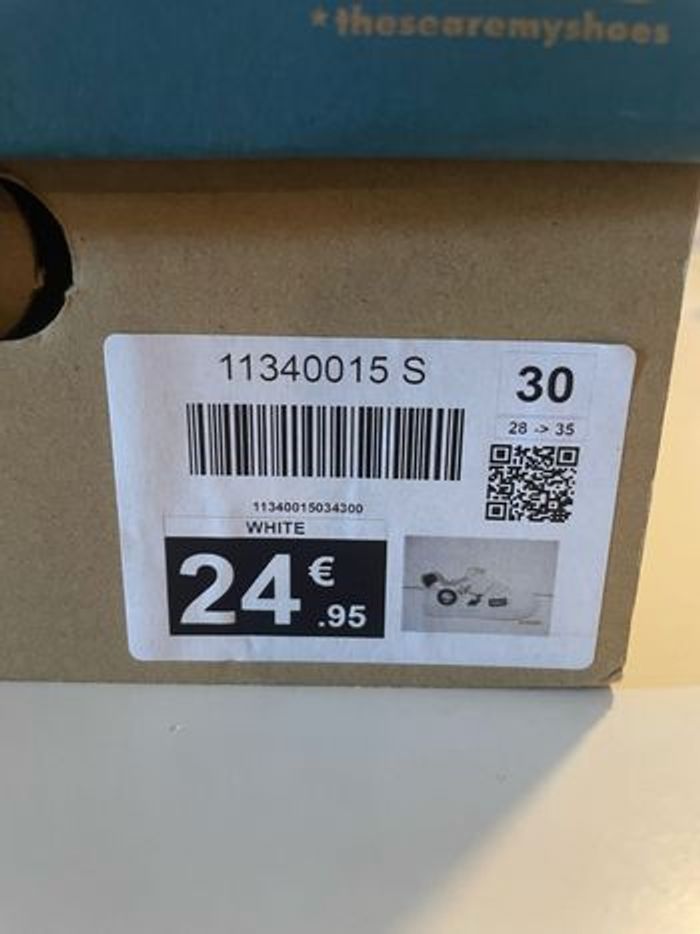 *thesearemyshoes
11340015 S
30
28 -> 35
11340015034300
WHITE
24€.95